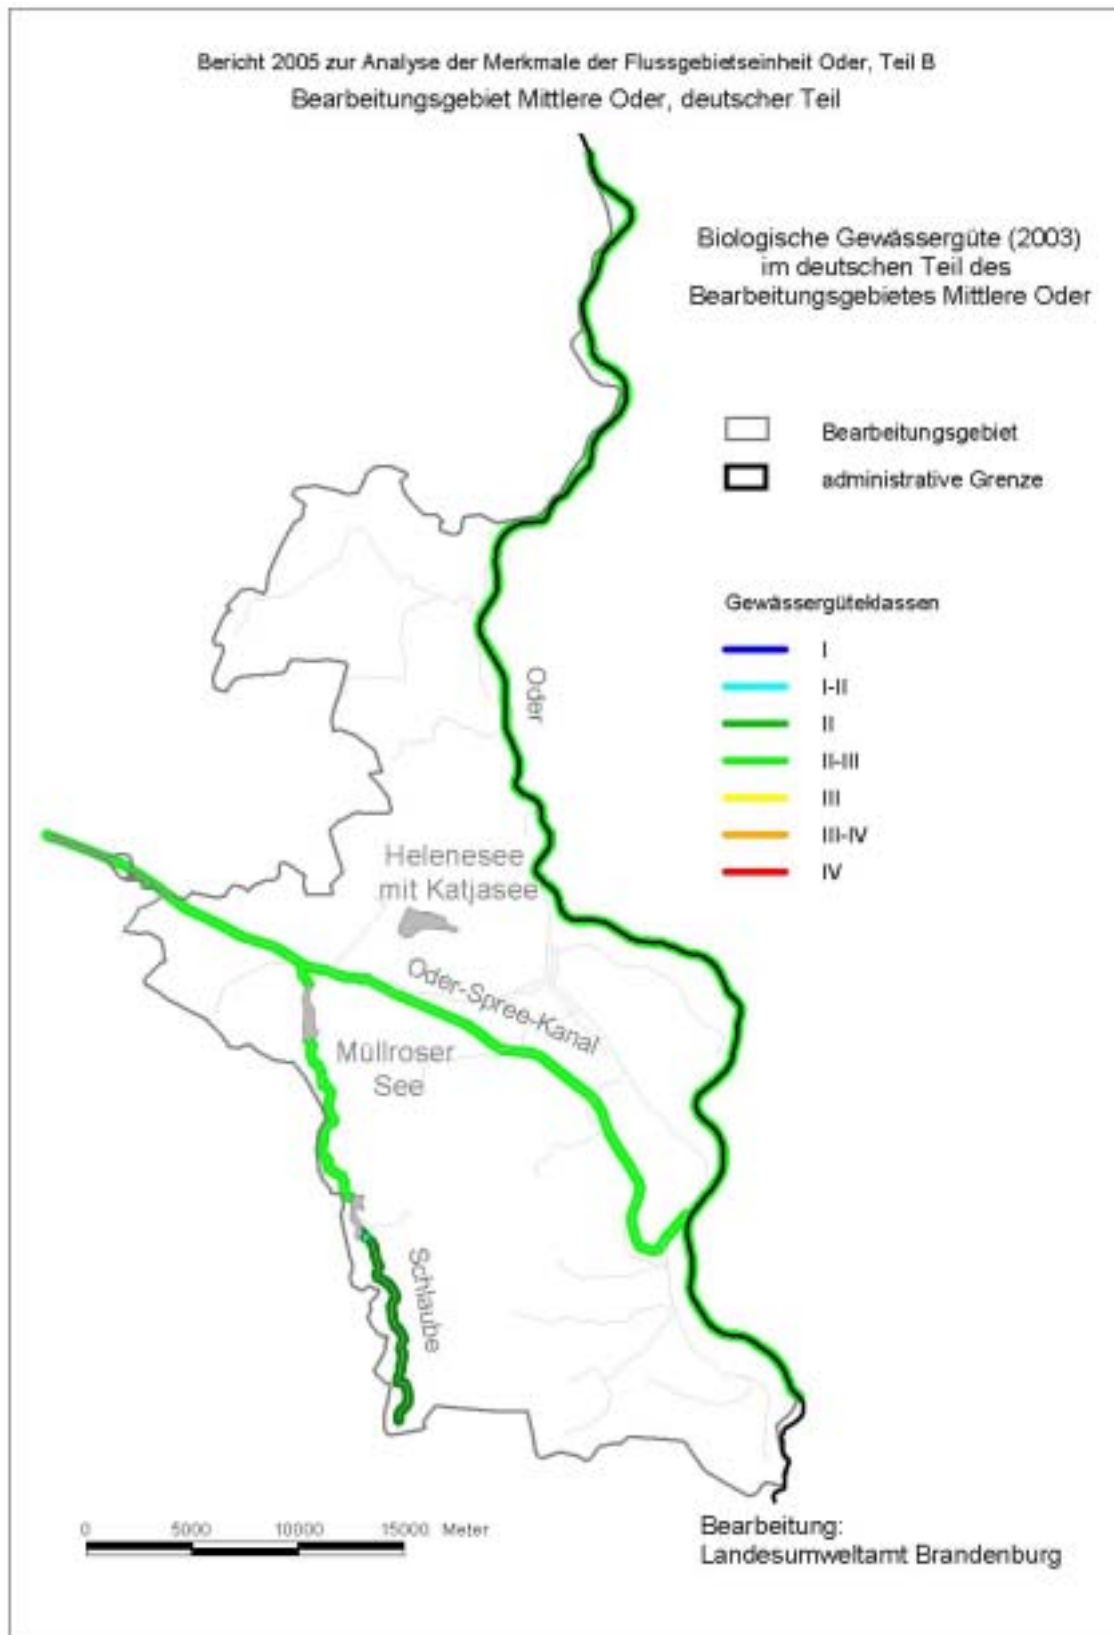 Bericht 2005 zur Analyse der Merkmale der Flussgebietseinheit Oder, Teil B
Bearbeitungsgebiet Mittlere Oder, deutscher Teil
Biologische Gewässergüte (2003)
im deutschen Teil des
Bearbeitungsgebietes Mittlere Oder
Bearbeitungsgebiet
administrative Grenze
Gewässergüteklassen
I
I-II
II
II-III
III
III-IV
IV
Oder
Helenesee
mit Katjasee
Oder-Spree-Kanal
Müllroser
See
Schlaube
0 5000 10000 15000 Meter
Bearbeitung:
Landesumweltamt Brandenburg